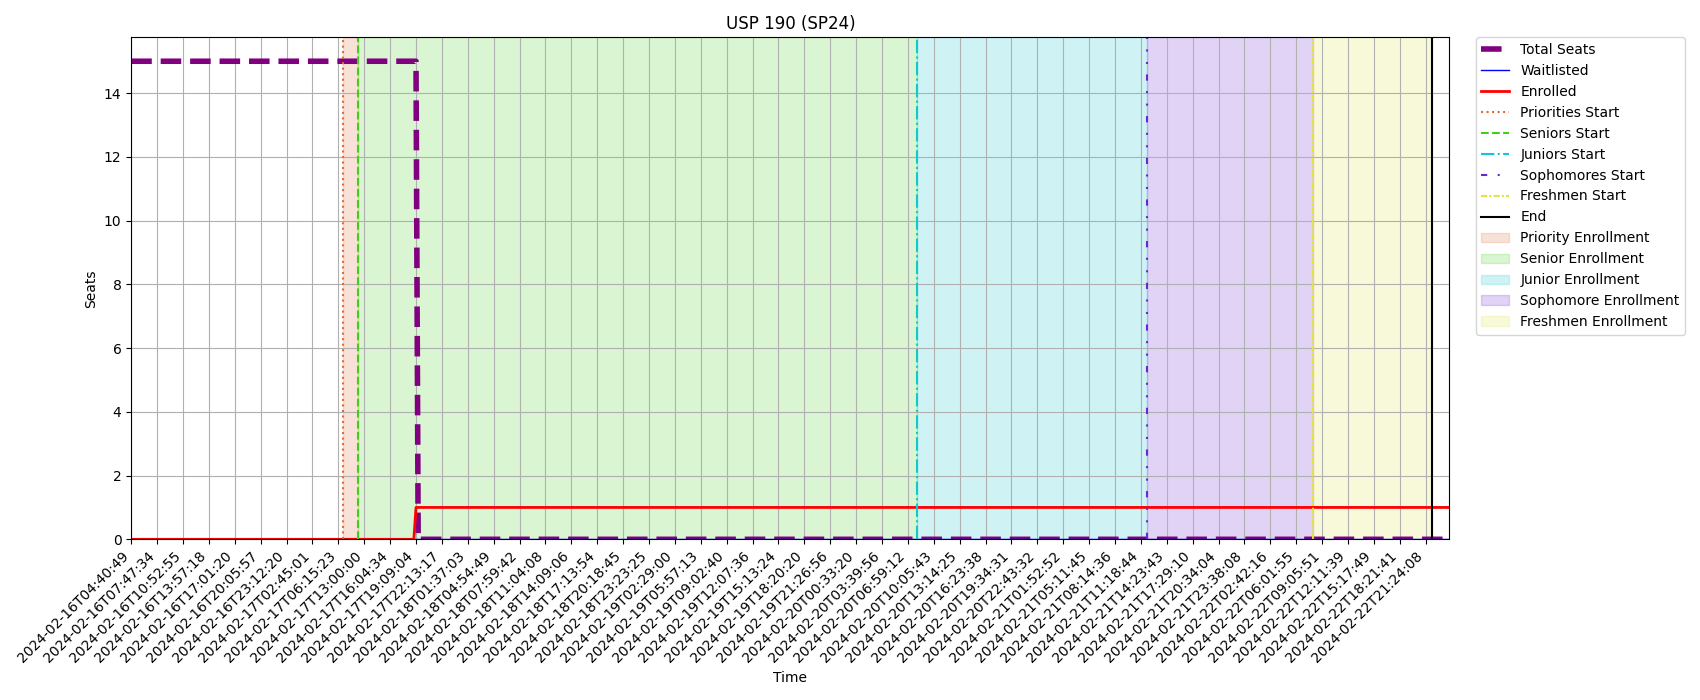 USP 190 (SP24)
Seats
14
12
10
8
6
4
2
0
2024-02-16T04:40:49
2024-02-16T07:47:34
2024-02-16T10:52:55
2024-02-16T13:57:18
2024-02-16T17:01:20
2024-02-16T20:05:57
2024-02-16T23:12:20
2024-02-17T02:45:01
2024-02-17T06:15:23
2024-02-17T13:00:00
2024-02-17T16:04:34
2024-02-17T19:09:04
2024-02-17T22:13:17
2024-02-18T01:37:03
2024-02-18T04:54:49
2024-02-18T07:59:42
2024-02-18T11:04:08
2024-02-18T14:09:06
2024-02-18T17:13:54
2024-02-18T20:18:45
2024-02-18T23:23:25
2024-02-19T02:29:00
2024-02-19T05:57:13
2024-02-19T09:02:40
2024-02-19T12:07:36
2024-02-19T15:13:24
2024-02-19T18:20:20
2024-02-19T21:26:56
2024-02-20T00:33:20
2024-02-20T03:39:56
2024-02-20T06:59:12
2024-02-20T10:05:43
2024-02-20T13:14:25
2024-02-20T16:23:38
2024-02-20T19:34:31
2024-02-20T22:43:32
2024-02-21T01:52:52
2024-02-21T05:11:45
2024-02-21T08:14:36
2024-02-21T11:18:44
2024-02-21T14:23:43
2024-02-21T17:29:10
2024-02-21T20:34:04
2024-02-21T23:38:08
2024-02-22T02:42:16
2024-02-22T06:01:55
2024-02-22T09:05:51
2024-02-22T12:11:39
2024-02-22T15:17:49
2024-02-22T18:21:41
2024-02-22T21:24:08
Time
Total Seats
Waitlisted
Enrolled
Priorities Start
Seniors Start
Juniors Start
Sophomores Start
Freshmen Start
End
Priority Enrollment
Senior Enrollment
Junior Enrollment
Sophomore Enrollment
Freshmen Enrollment